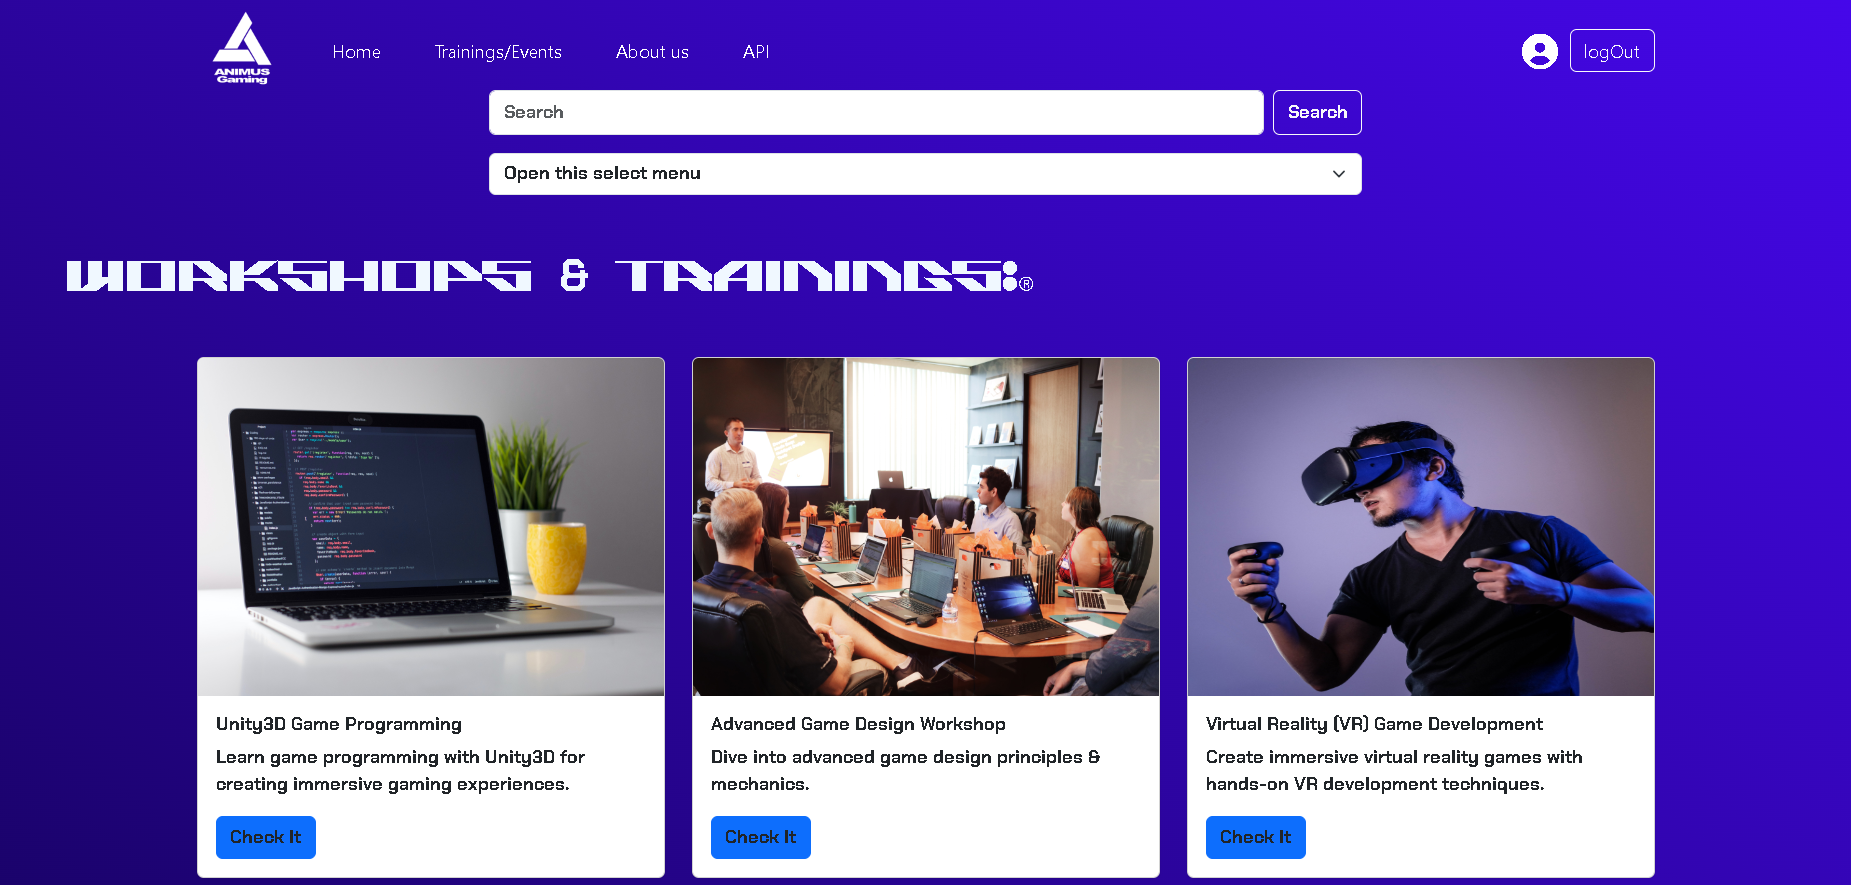 ANIMUS
Gaming
Home
Trainings/Events
About us
API
logOut
Search
Search
Open this select menu
WORKSHOPS & TRAININGS:®
Unity3D Game Programming
Learn game programming with Unity3D for
creating immersive gaming experiences.
Check It
Advanced Game Design Workshop
Dive into advanced game design principles &
mechanics.
Check It
Virtual Reality (VR) Game Development
Create immersive virtual reality games with
hands-on VR development techniques.
Check It